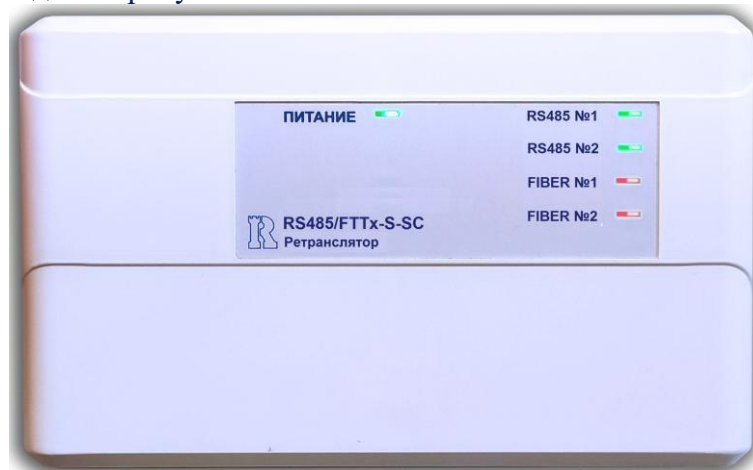 ПИТАНИЕ
RS485 №1
RS485 №2
FIBER №1
FIBER №2
RS485/FTTx-S-SC
Ретранслятор